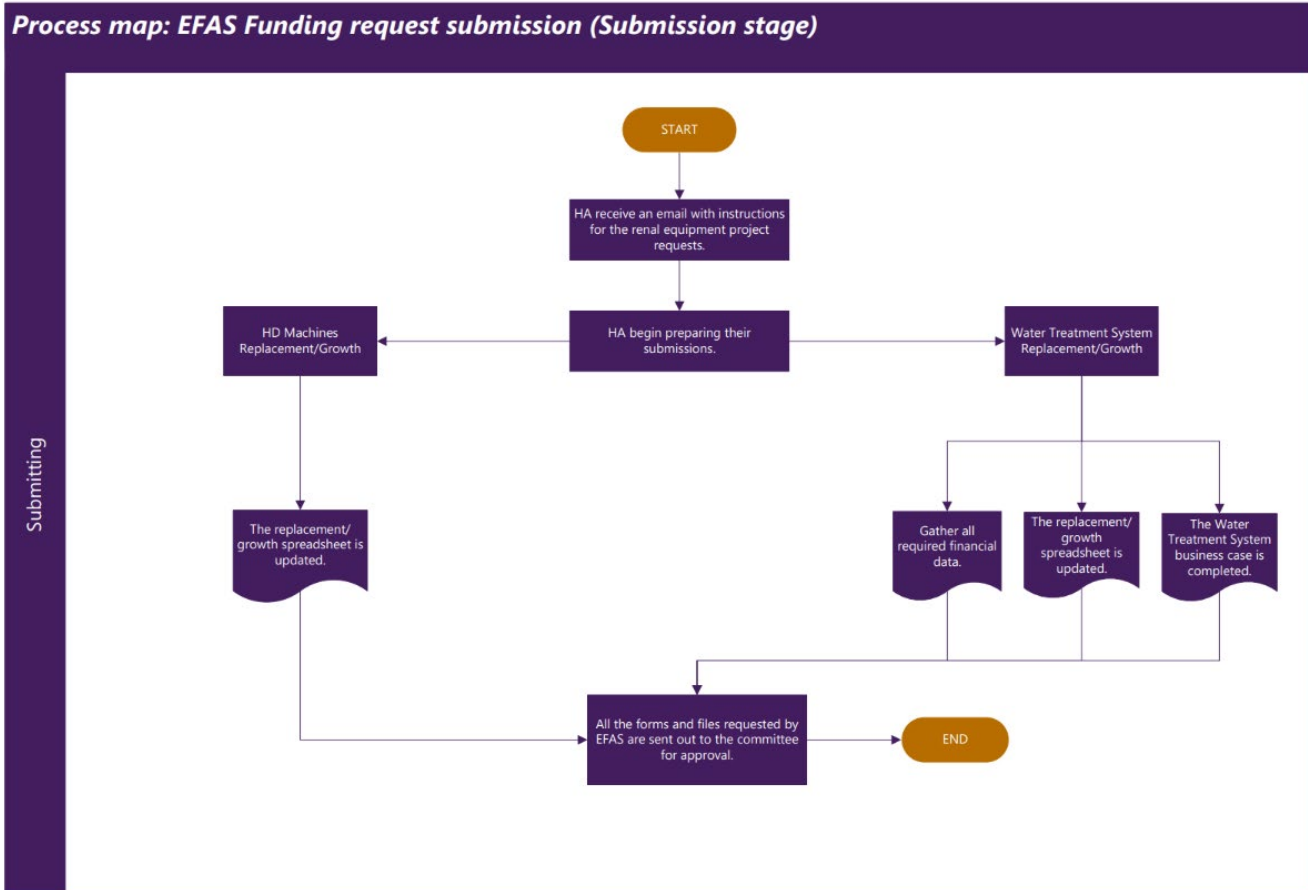 Process map: EFAS Funding request submission (Submission stage)
Submitting
START
HA receive an email with instructions
for the renal equipment project
requests.
HD Machines
Replacement/Growth
HA begin preparing their
submissions.
Water Treatment System
Replacement/Growth
The replacement/
growth spreadsheet is
updated.
Gather all
required financial
data.
The replacement/
growth
spreadsheet is
updated.
The Water
Treatment System
business case is
completed.
All the forms and files requested by
EFAS are sent out to the committee
for approval.
END